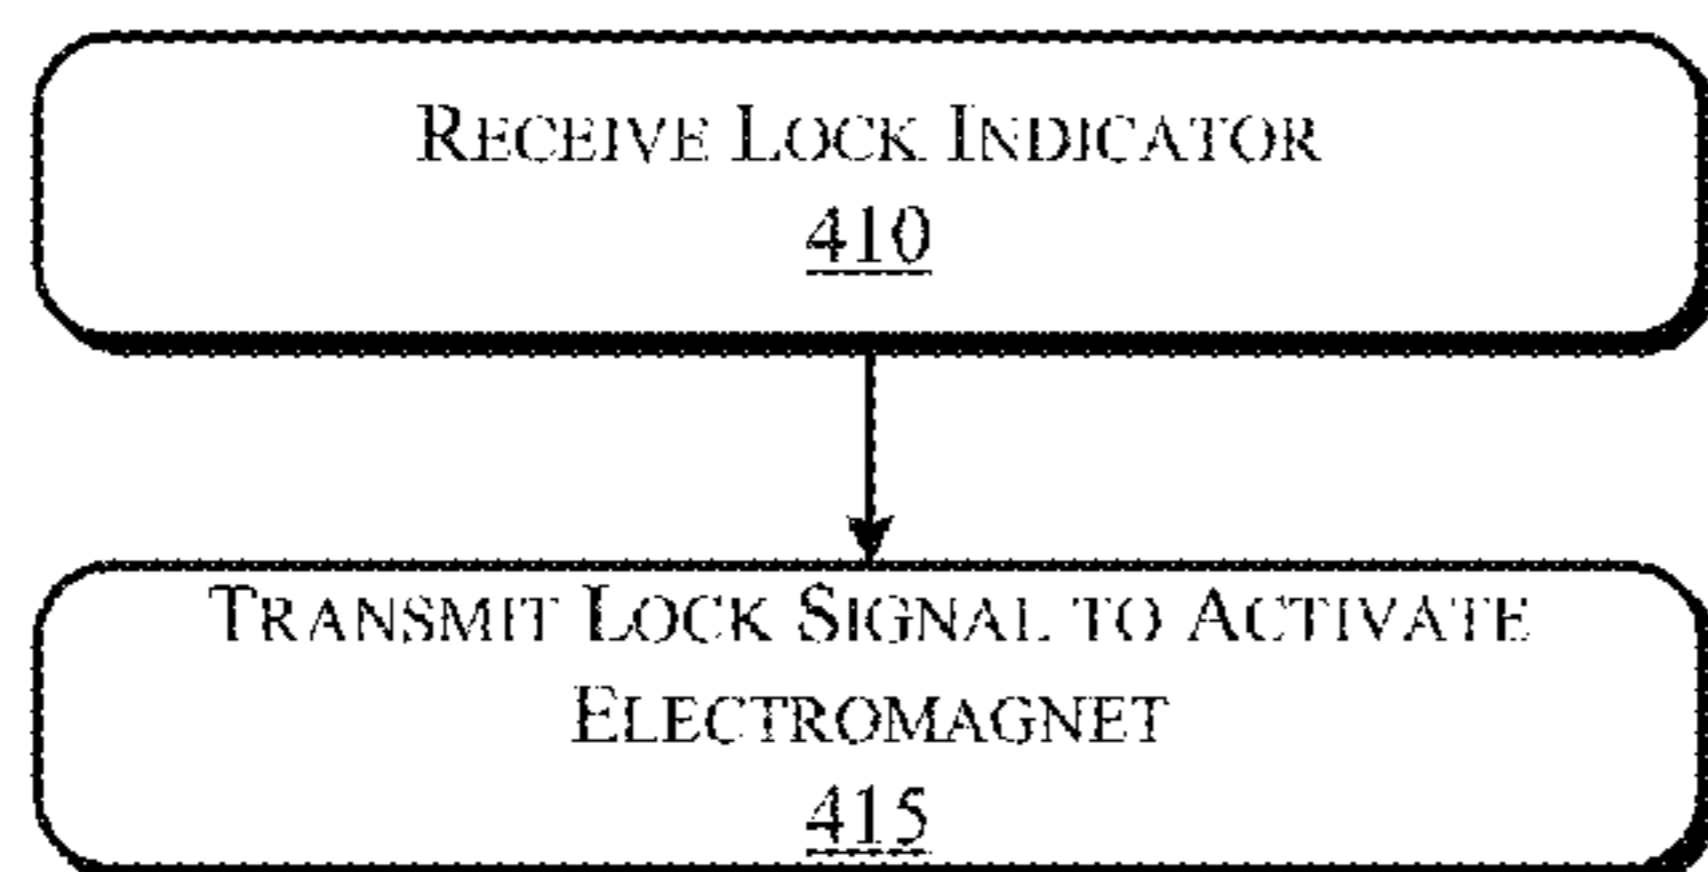 RECEIVE LOCK INDICATOR
410
TRANSMIT LOCK SIGNAL TO ACTIVATE
ELECTROMAGNET
415